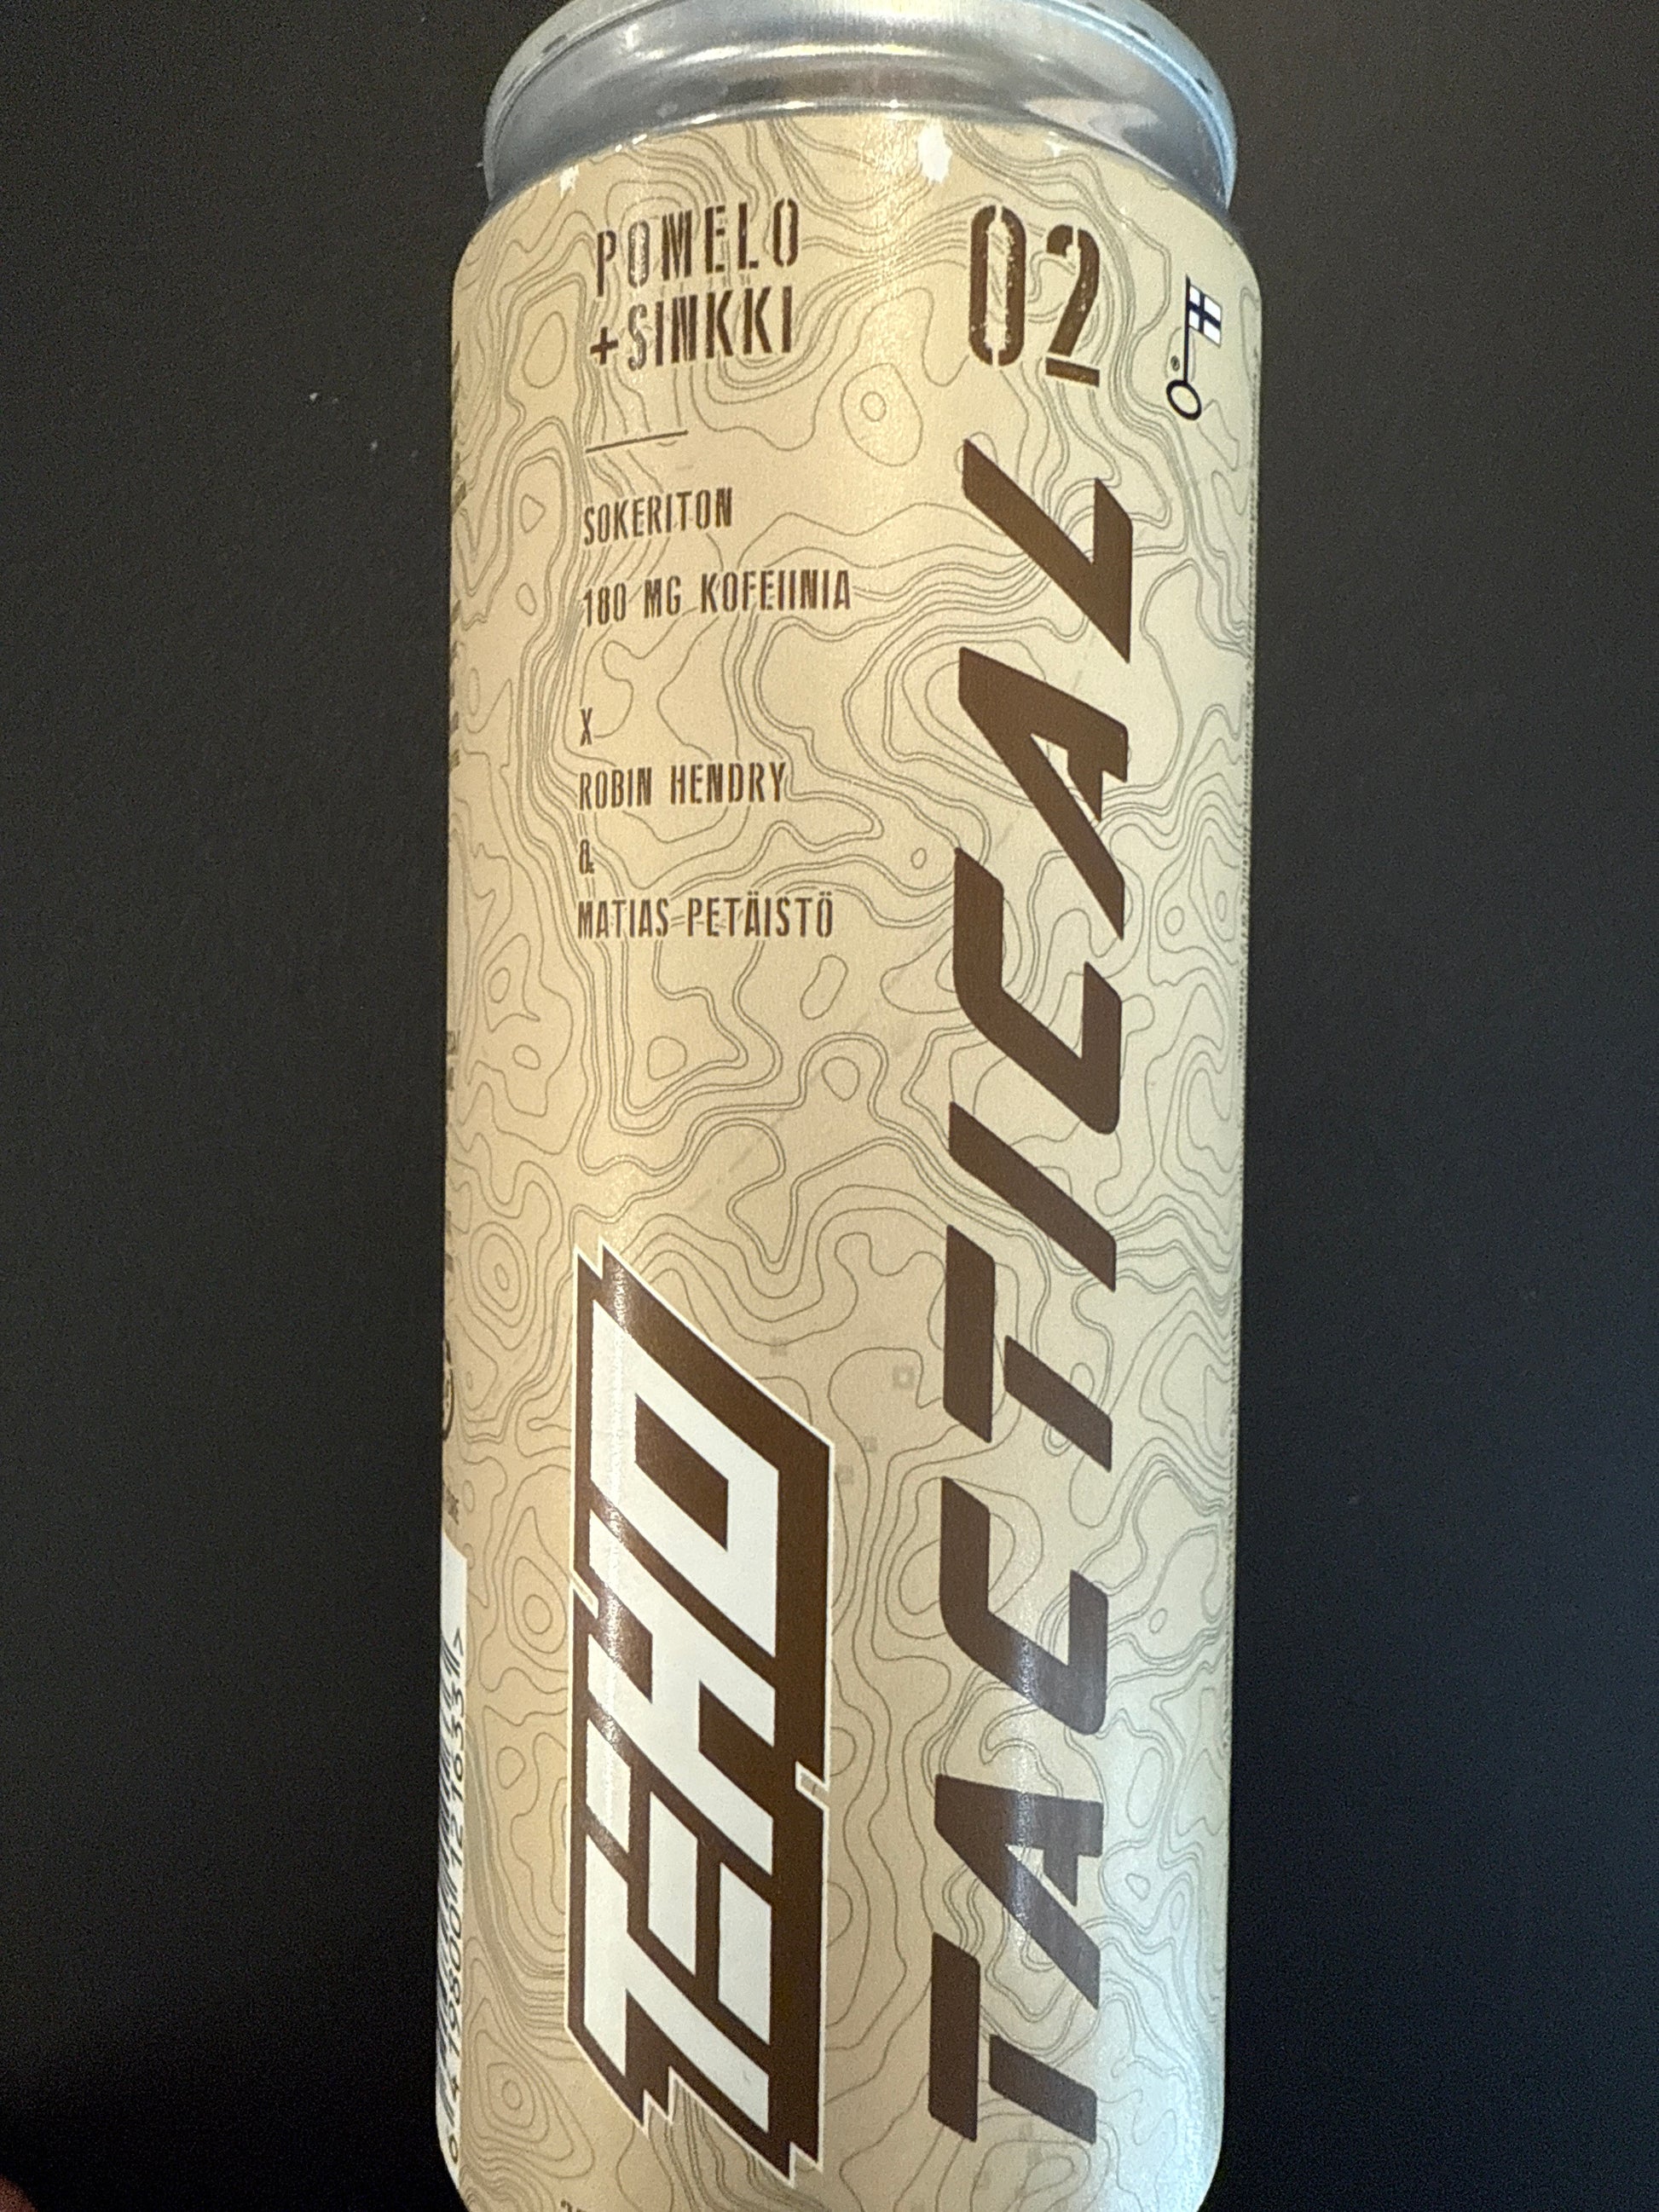 POMELO
+SINKKI
02
SOKERITON
180 MG KOFEIINIA
X
ROBIN HENDRY
&
MATIAS PETÄISTÖ
TEHO
TACTICAL